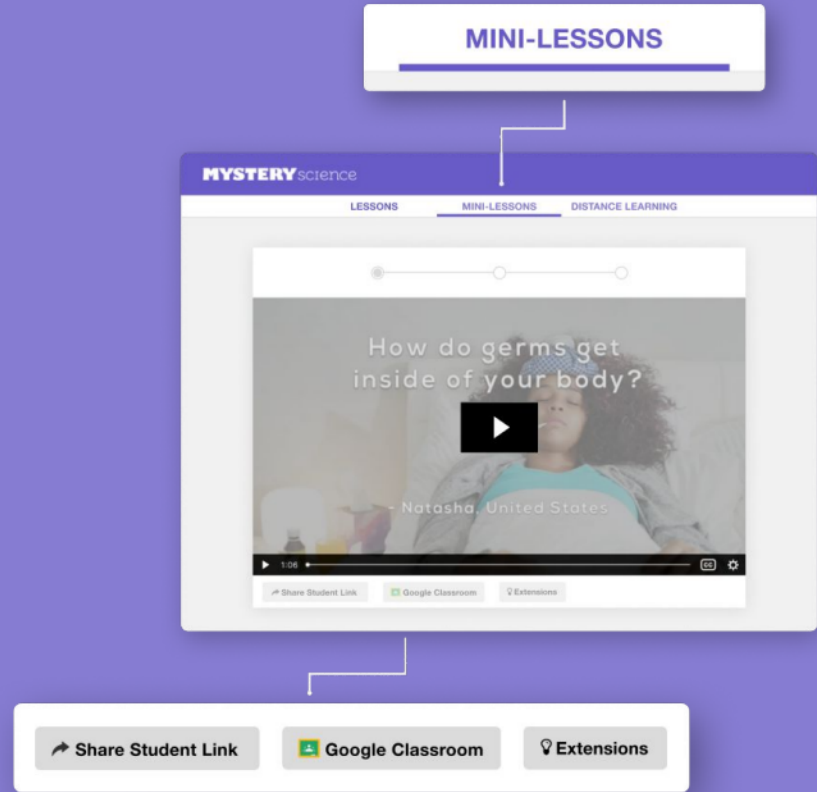 MINI-LESSONS
MYSTERY science
LESSONS MINI-LESSONS DISTANCE LEARNING
How do germs get
inside of your body?
- Natasha, United States
1:06 CC
Share Student Link Google Classroom Extensions
Share Student Link Google Classroom Extensions